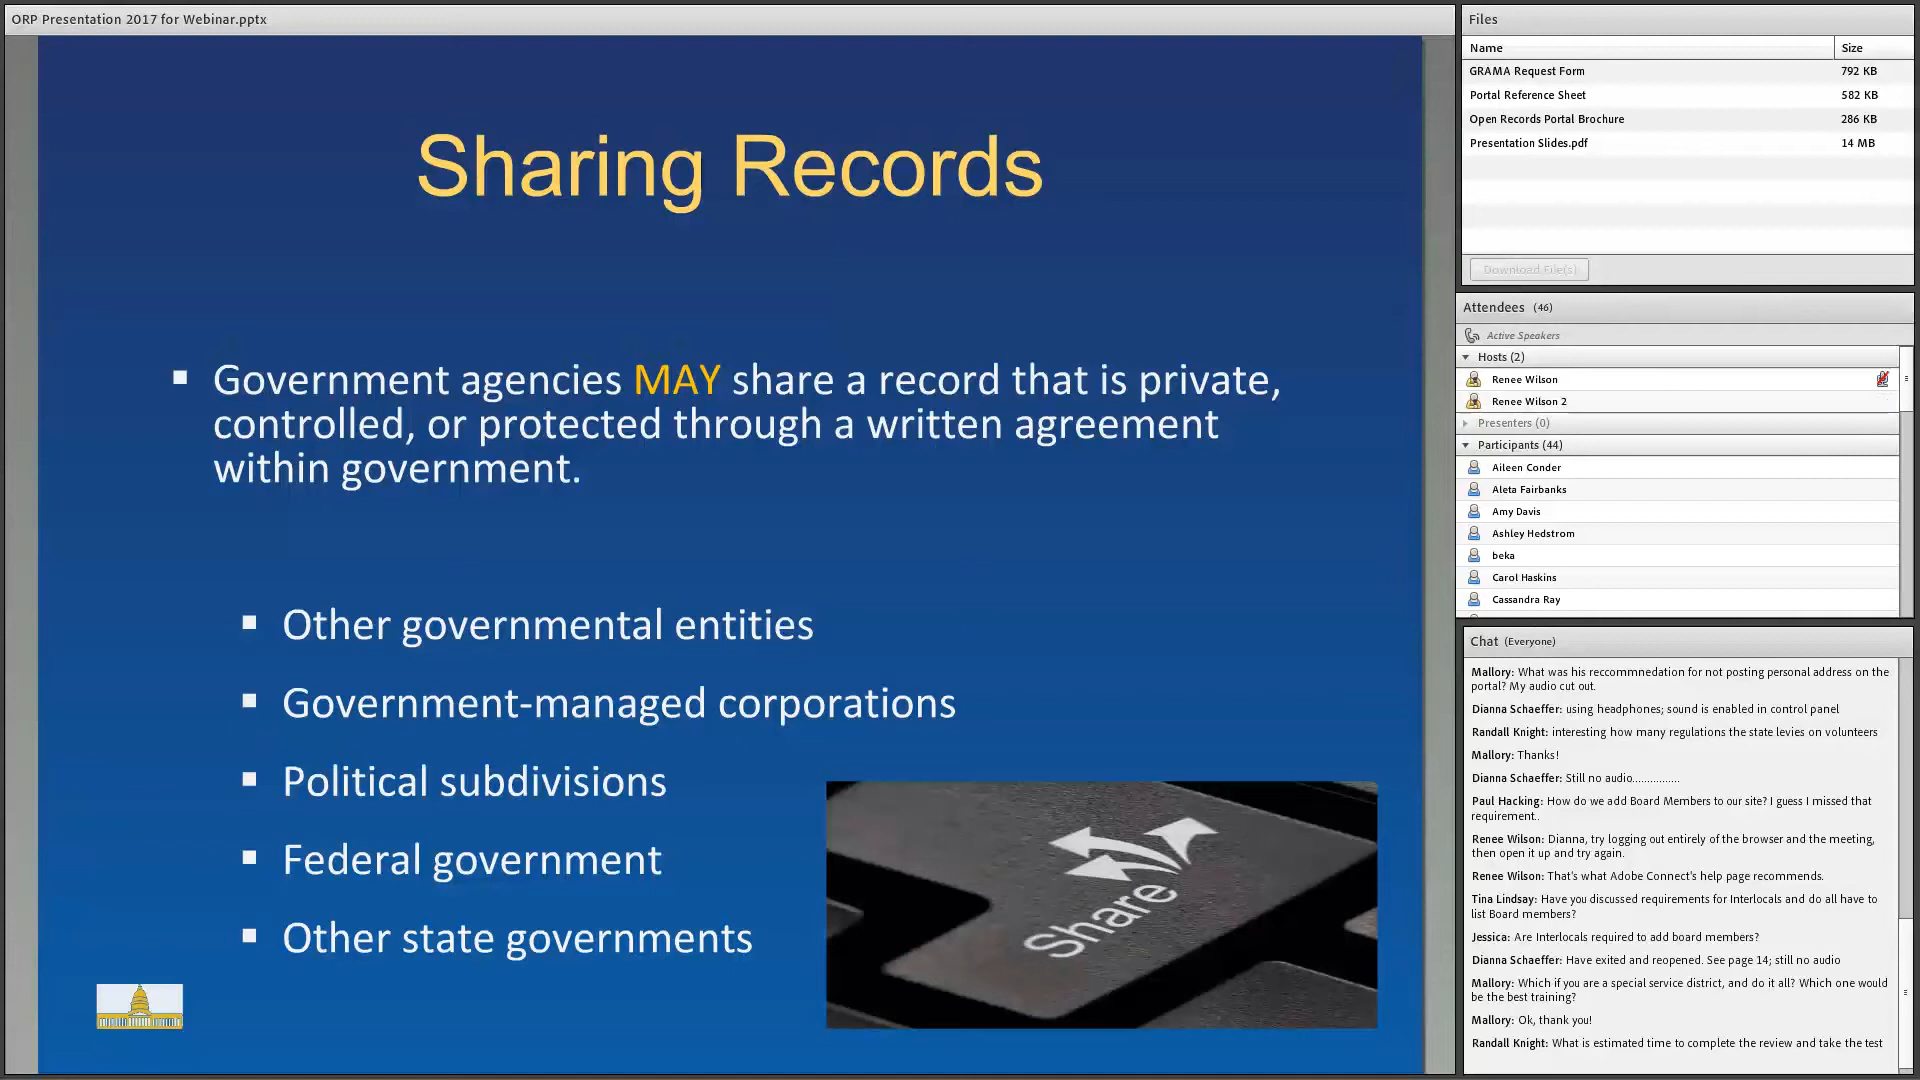 ORP Presentation 2017 for Webinar.pptx
Sharing Records
▪ Government agencies MAY share a record that is private,
controlled, or protected through a written agreement
within government.
▪ Other governmental entities
▪ Government-managed corporations
▪ Political subdivisions
▪ Federal government
▪ Other state governments
Share
Files
Name Size
GRAMA Request Form 792 KB
Portal Reference Sheet 582 KB
Open Records Portal Brochure 286 KB
Presentation Slides.pdf 14 MB
Download File(s)
Attendees (46)
Active Speakers
Hosts (2)
Renee Wilson
Renee Wilson 2
Presenters (0)
Participants (44)
Aileen Conder
Aleta Fairbanks
Amy Davis
Ashley Hedstrom
beka
Carol Haskins
Cassandra Ray
Chat (Everyone)
Mallory: What was his reccommnedation for not posting personal address on the
portal? My audio cut out.
Dianna Schaeffer: using headphones; sound is enabled in control panel
Randall Knight: interesting how many regulations the state levies on volunteers
Mallory: Thanks!
Dianna Schaeffer: Still no audio...............
Paul Hacking: How do we add Board Members to our site? I guess I missed that
requirement..
Renee Wilson: Dianna, try logging out entirely of the browser and the meeting,
then open it up and try again.
Renee Wilson: That's what Adobe Connect's help page recommends.
Tina Lindsay: Have you discussed requirements for Interlocals and do all have to
list Board members?
Jessica: Are Interlocals required to add board members?
Dianna Schaeffer: Have exited and reopened. See page 14; still no audio
Mallory: Which if you are a special service district, and do it all? Which one would
be the best training?
Mallory: Ok, thank you!
Randall Knight: What is estimated time to complete the review and take the test